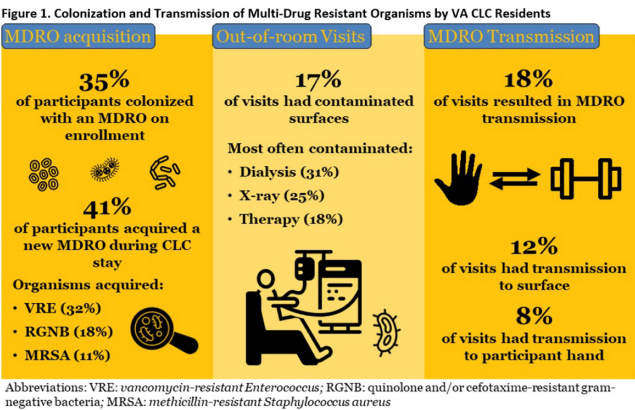 Figure 1. Colonization and Transmission of Multi-Drug Resistant Organisms by VA CLC Residents
MDRO acquisition
35%
of participants colonized
with an MDRO on
enrollment
41%
of participants acquired a
new MDRO during CLC
stay
Organisms acquired:
• VRE (32%)
• RGNB (18%)
• MRSA (11%)
Out-of-room Visits
17%
of visits had contaminated
surfaces
Most often contaminated:
• Dialysis (31%)
• X-ray (25%)
• Therapy (18%)
MDRO Transmission
18%
of visits resulted in MDRO
transmission
12%
of visits had transmission
to surface
8%
of visits had transmission
to participant hand
Abbreviations: VRE: vancomycin-resistant Enterococcus; RGNB: quinolone and/or cefotaxime-resistant gram-
negative bacteria; MRSA: methicillin-resistant Staphylococcus aureus